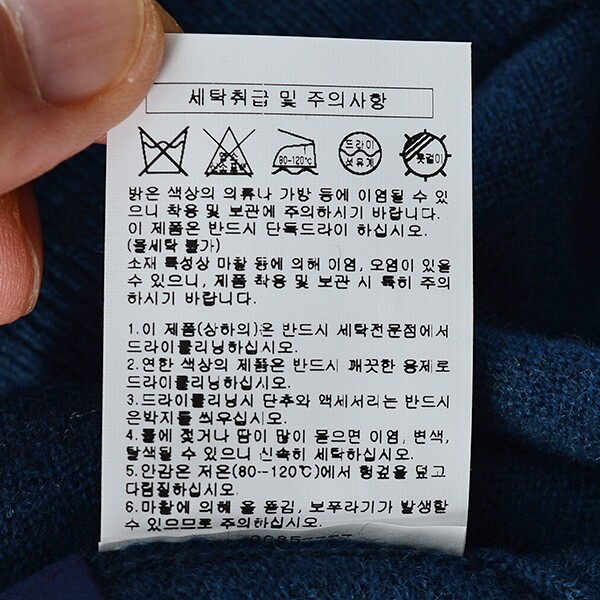 세탁취급 및 주의사항
80-120℃
드라이
석유계
옷걸이
밝은 색상의 의류나 가방 등에 이염될 수 있
으니 착용 및 보관에 주의하시기 바랍니다.
이 제품은 반드시 단독드라이 하십시오.
(물세탁 불가)
소재 특성상 마찰 등에 의해 이염, 오염이 있을
수 있으니, 제품 착용 및 보관 시 특히 주의
하시기 바랍니다.
1.이 제품(상하의)은 반드시 세탁전문점에서
드라이클리닝하십시오.
2.연한 색상의 제품은 반드시 깨끗한 용제로
드라이클리닝하십시오.
3.드라이클리닝시 단추와 액세서리는 반드시
은박지를 씌우십시오.
4.물에 젖거나 땀이 많이 묻으면 이염, 변색,
탈색될 수 있으니 신속히 세탁하십시오.
5.안감은 저온(80--120℃)에서 헝겊을 덮고
다림질하십시오.
6.마찰에 의해 올 뜯김, 보푸라기가 발생할
수 있으므로 주의하십시오.